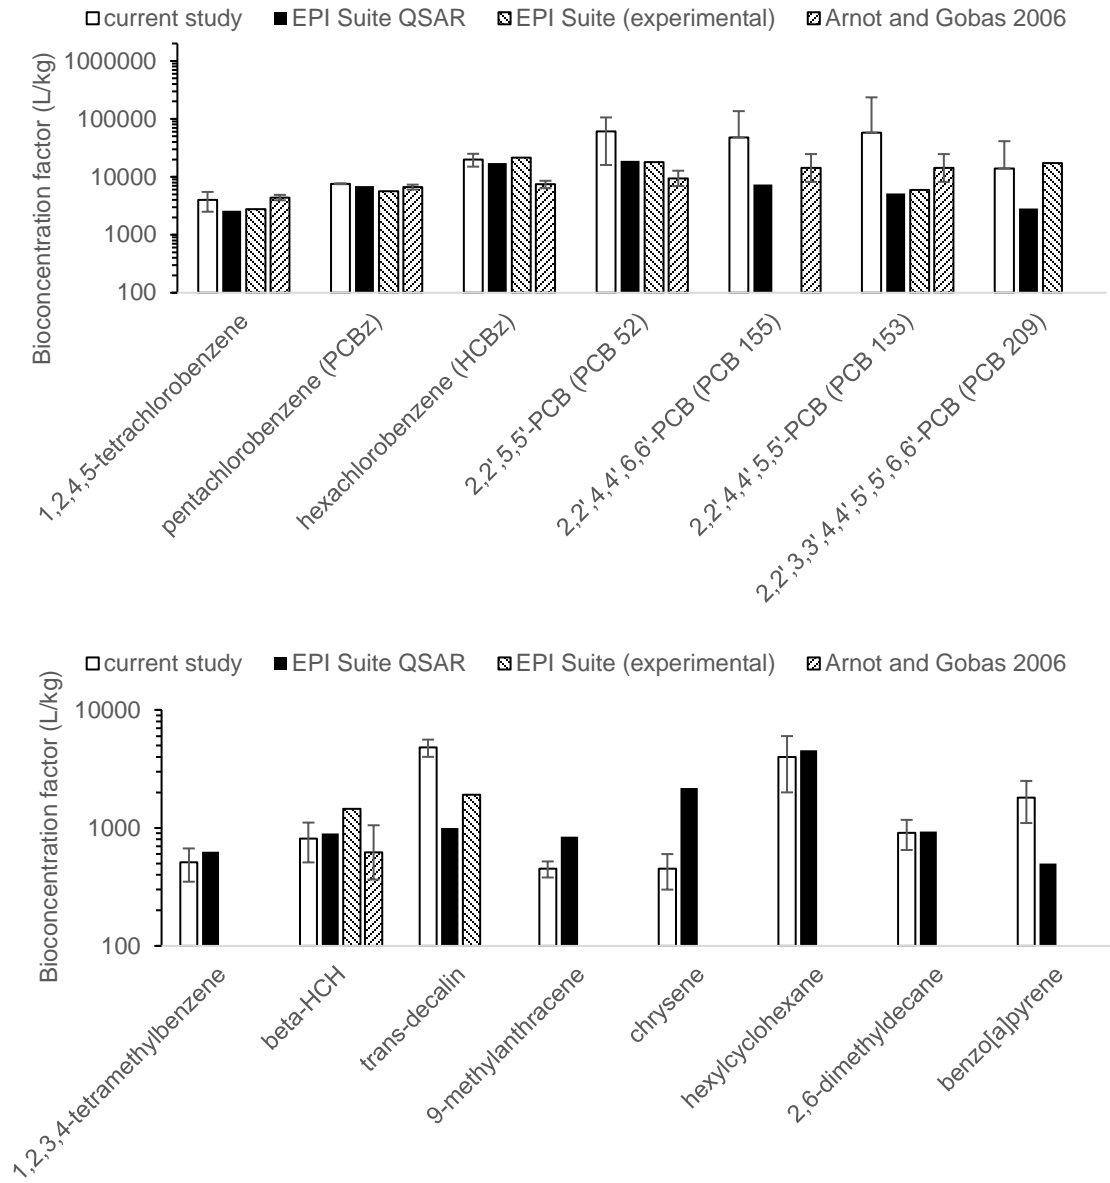 current study EPI Suite QSAR EPI Suite (experimental) Arnot and Gobas 2006
Bioconcentration factor (L/kg)
1000000
100000
10000
1000
100
1,2,4,5-tetrachlorobenzene
pentachlorobenzene (PCBz)
hexachlorobenzene (HCBz)
2,2',5,5'-PCB (PCB 52)
2,2',4,4',6,6'-PCB (PCB 155)
2,2',4,4',5,5'-PCB (PCB 153)
2,2',3,3',4,4',5,5',6,6'-PCB (PCB 209)
current study EPI Suite QSAR EPI Suite (experimental) Arnot and Gobas 2006
Bioconcentration factor (L/kg)
10000
1000
100
1,2,3,4-tetramethylbenzene
beta-HCH
trans-decalin
9-methylanthracene
chrysene
hexylcyclohexane
2,6-dimethyldecane
benzo[a]pyrene